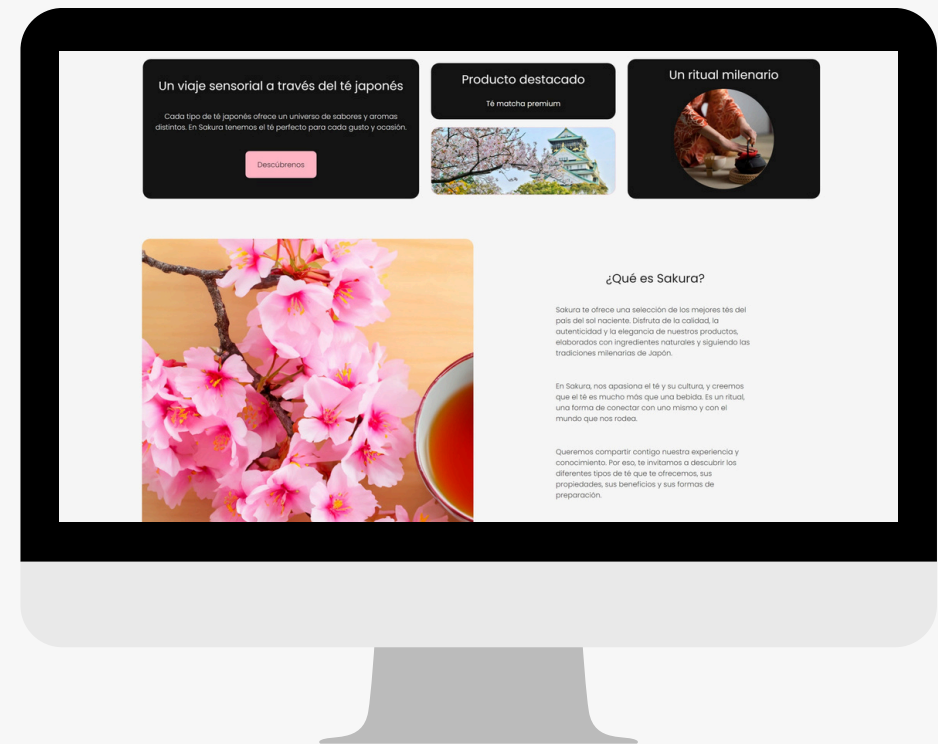 Un viaje sensorial a través del té japonés
Cada tipo de té japonés ofrece un universo de sabores y aromas
distintos. En Sakura tenemos el té perfecto para cada gusto y ocasión.
Descúbrenos
Producto destacado
Té matcha premium
Un ritual milenario
¿Qué es Sakura?
Sakura te ofrece una selección de los mejores tés del
país del sol naciente. Disfruta de la calidad, la
autenticidad y la elegancia de nuestros productos,
elaborados con ingredientes naturales y siguiendo las
tradiciones milenarias de Japón.
En Sakura, nos apasiona el té y su cultura, y creemos
que el té es mucho más que una bebida. Es un ritual,
una forma de conectar con uno mismo y con el
mundo que nos rodea.
Queremos compartir contigo nuestra experiencia y
conocimiento. Por eso, te invitamos a descubrir los
diferentes tipos de té que te ofrecemos, sus
propiedades, sus beneficios y sus formas de
preparación.